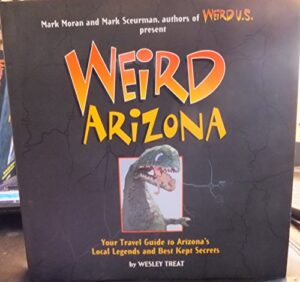 Mark Moran and Mark Sceurman, authors of WEIRD U.S.
present
WEiRD
ARiZONA
Your Travel Guide to Arizona's
Local Legends and Best Kept Secrets
by WESLEY TREAT